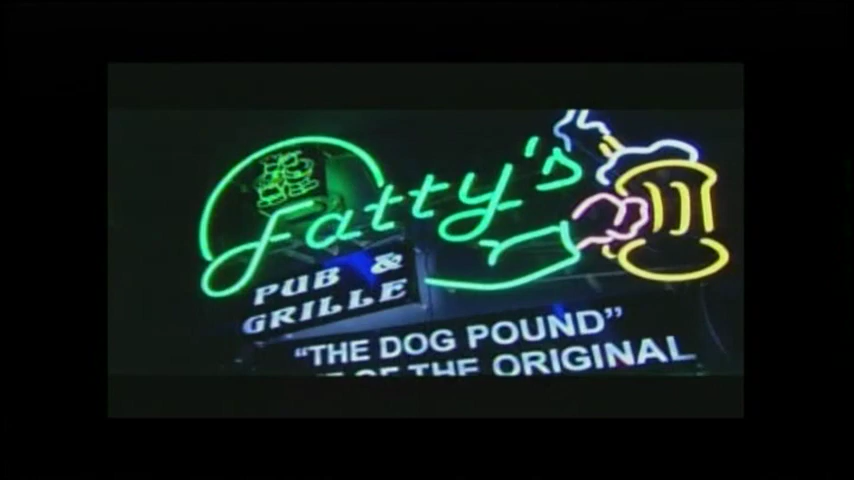 Fatty's
PUB &
GRILLE
"THE DOG POUND"
OF THE ORIGINAL